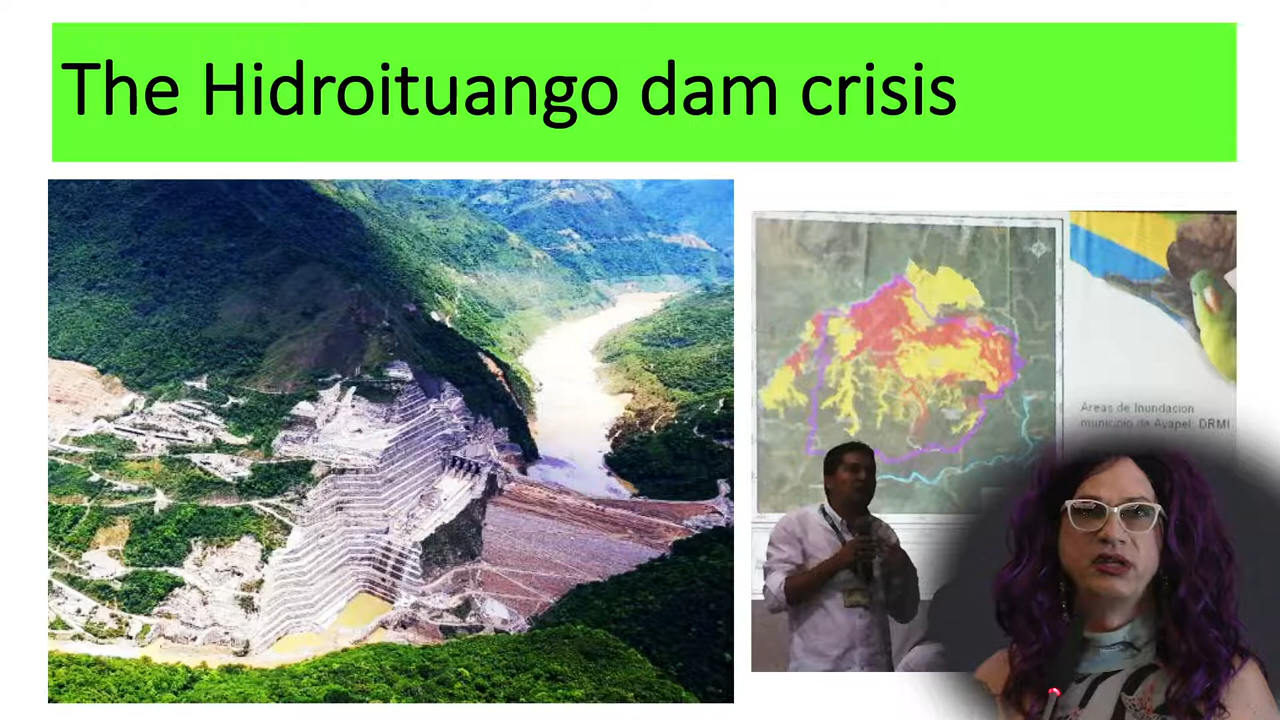 The Hidroituango dam crisis
Areas de Inundacion
municipio de Ayapel: DRMI